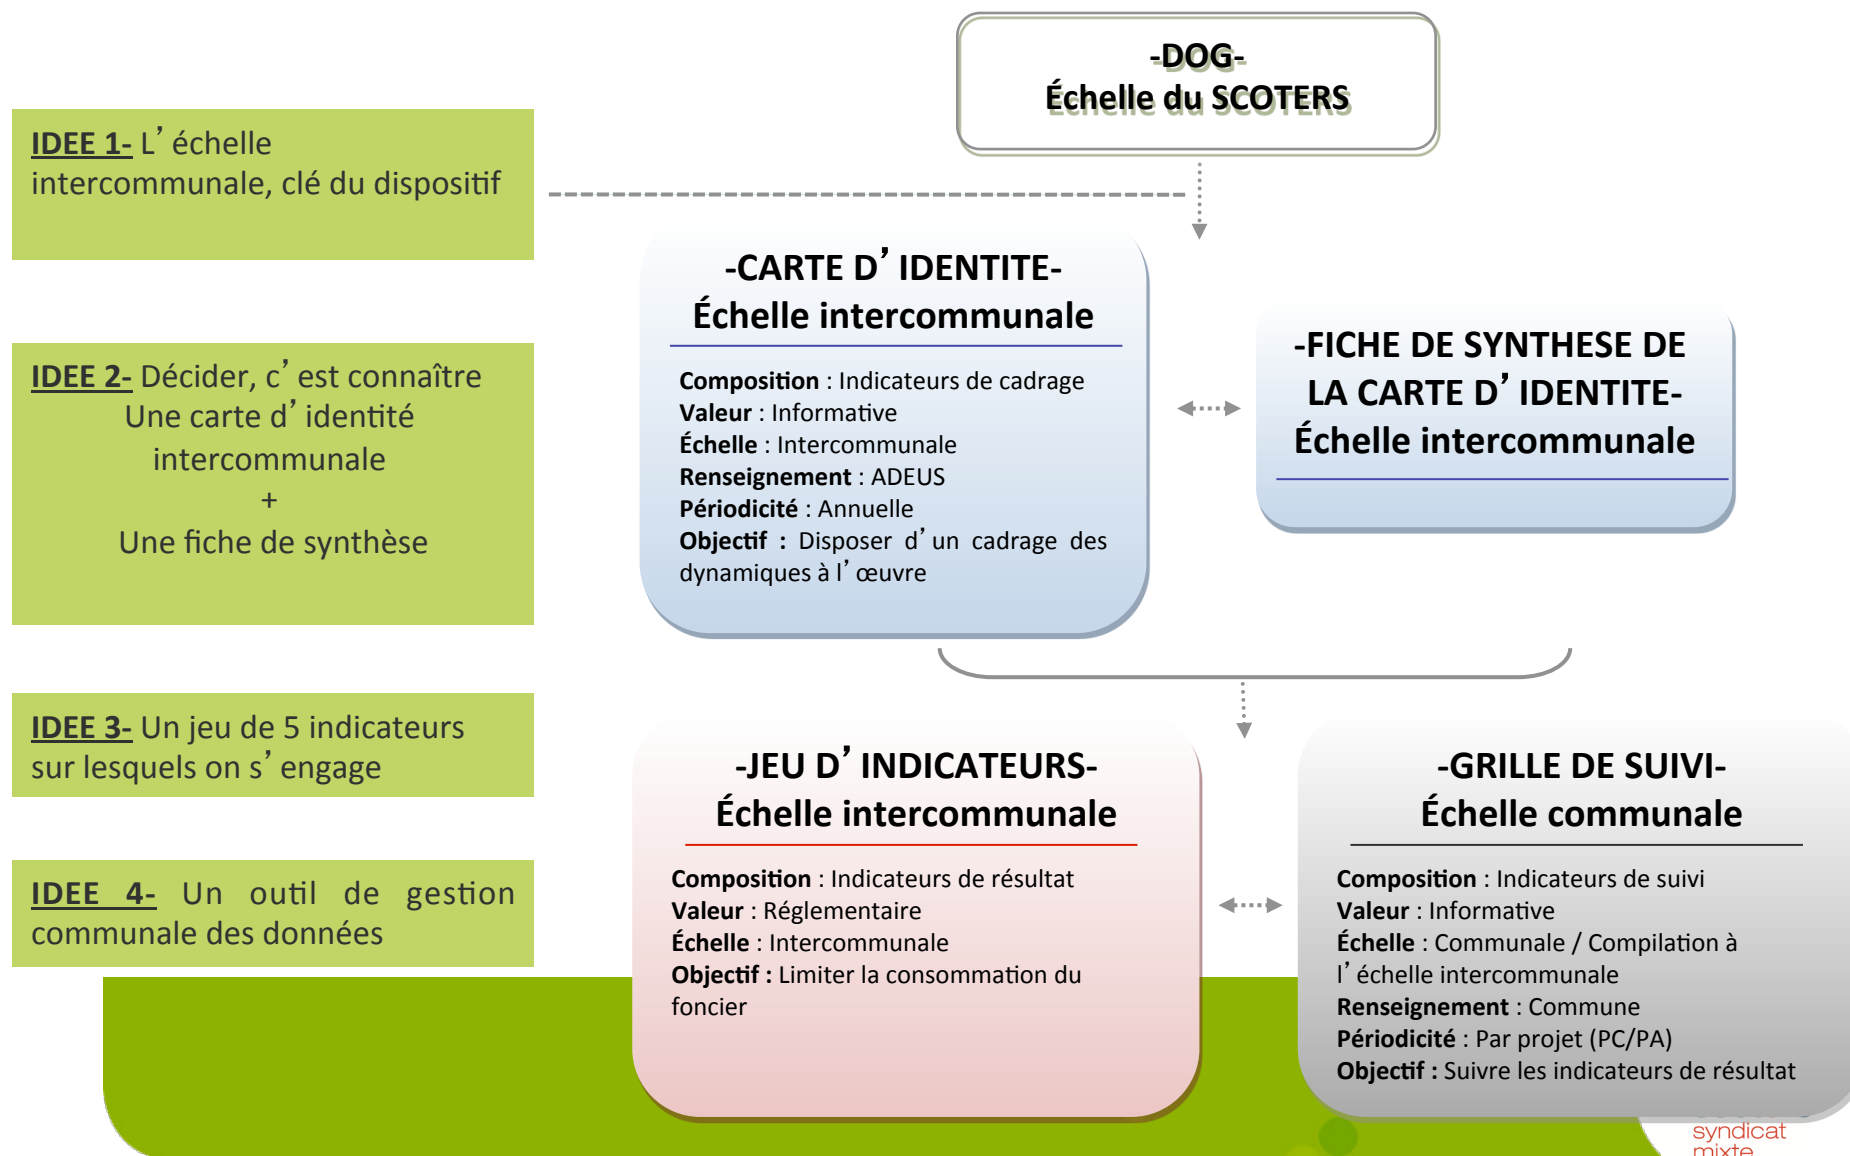 -DOG-
Échelle du SCOTERS
IDEE 1- L’échelle
intercommunale, clé du dispositif
IDEE 2- Décider, c’est connaître
Une carte d’identité
intercommunale
+
Une fiche de synthèse
IDEE 3- Un jeu de 5 indicateurs
sur lesquels on s’engage
IDEE 4- Un outil de gestion
communale des données
-CARTE D’IDENTITE-
Échelle intercommunale
Composition : Indicateurs de cadrage
Valeur : Informative
Échelle : Intercommunale
Renseignement : ADEUS
Périodicité : Annuelle
Objectif : Disposer d’un cadrage des
dynamiques à l’œuvre
-FICHE DE SYNTHESE DE
LA CARTE D’IDENTITE-
Échelle intercommunale
-JEU D’INDICATEURS-
Échelle intercommunale
Composition : Indicateurs de résultat
Valeur : Réglementaire
Échelle : Intercommunale
Objectif : Limiter la consommation du
foncier
-GRILLE DE SUIVI-
Échelle communale
Composition : Indicateurs de suivi
Valeur : Informative
Échelle : Communale / Compilation à
l’échelle intercommunale
Renseignement : Commune
Périodicité : Par projet (PC/PA)
Objectif : Suivre les indicateurs de résultat
syndicat
mixte